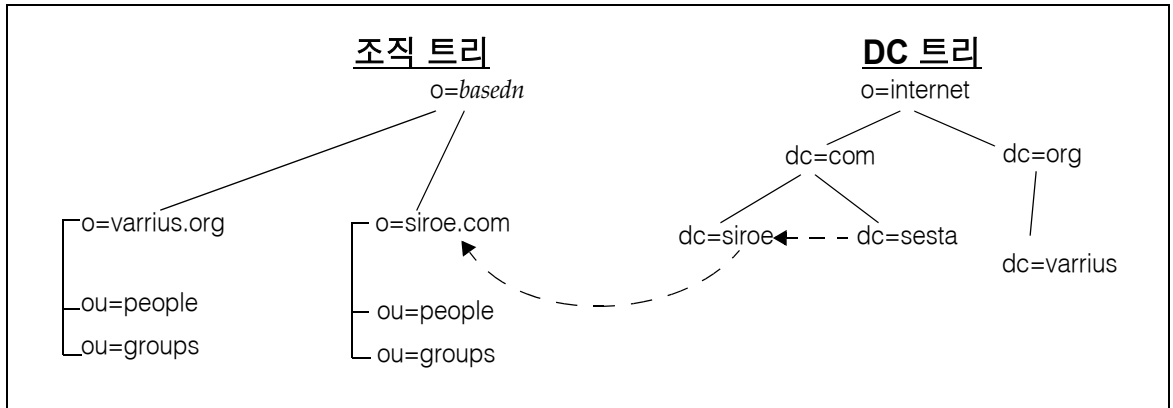 조직 트리
o=basedn
o=varrius.org
ou=people
ou=groups
o=siroe.com
ou=people
ou=groups
DC 트리
o=internet
dc=com
dc=org
dc=siroe
dc=sesta
dc=varrius